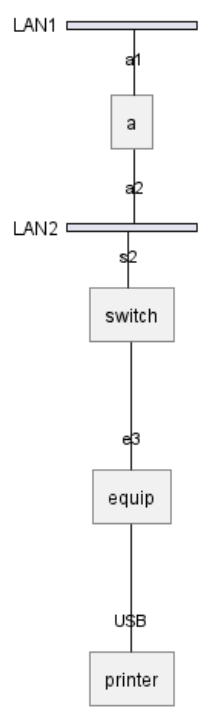 LAN1
a1
a
a2
LAN2
s2
switch
e3
equip
USB
printer